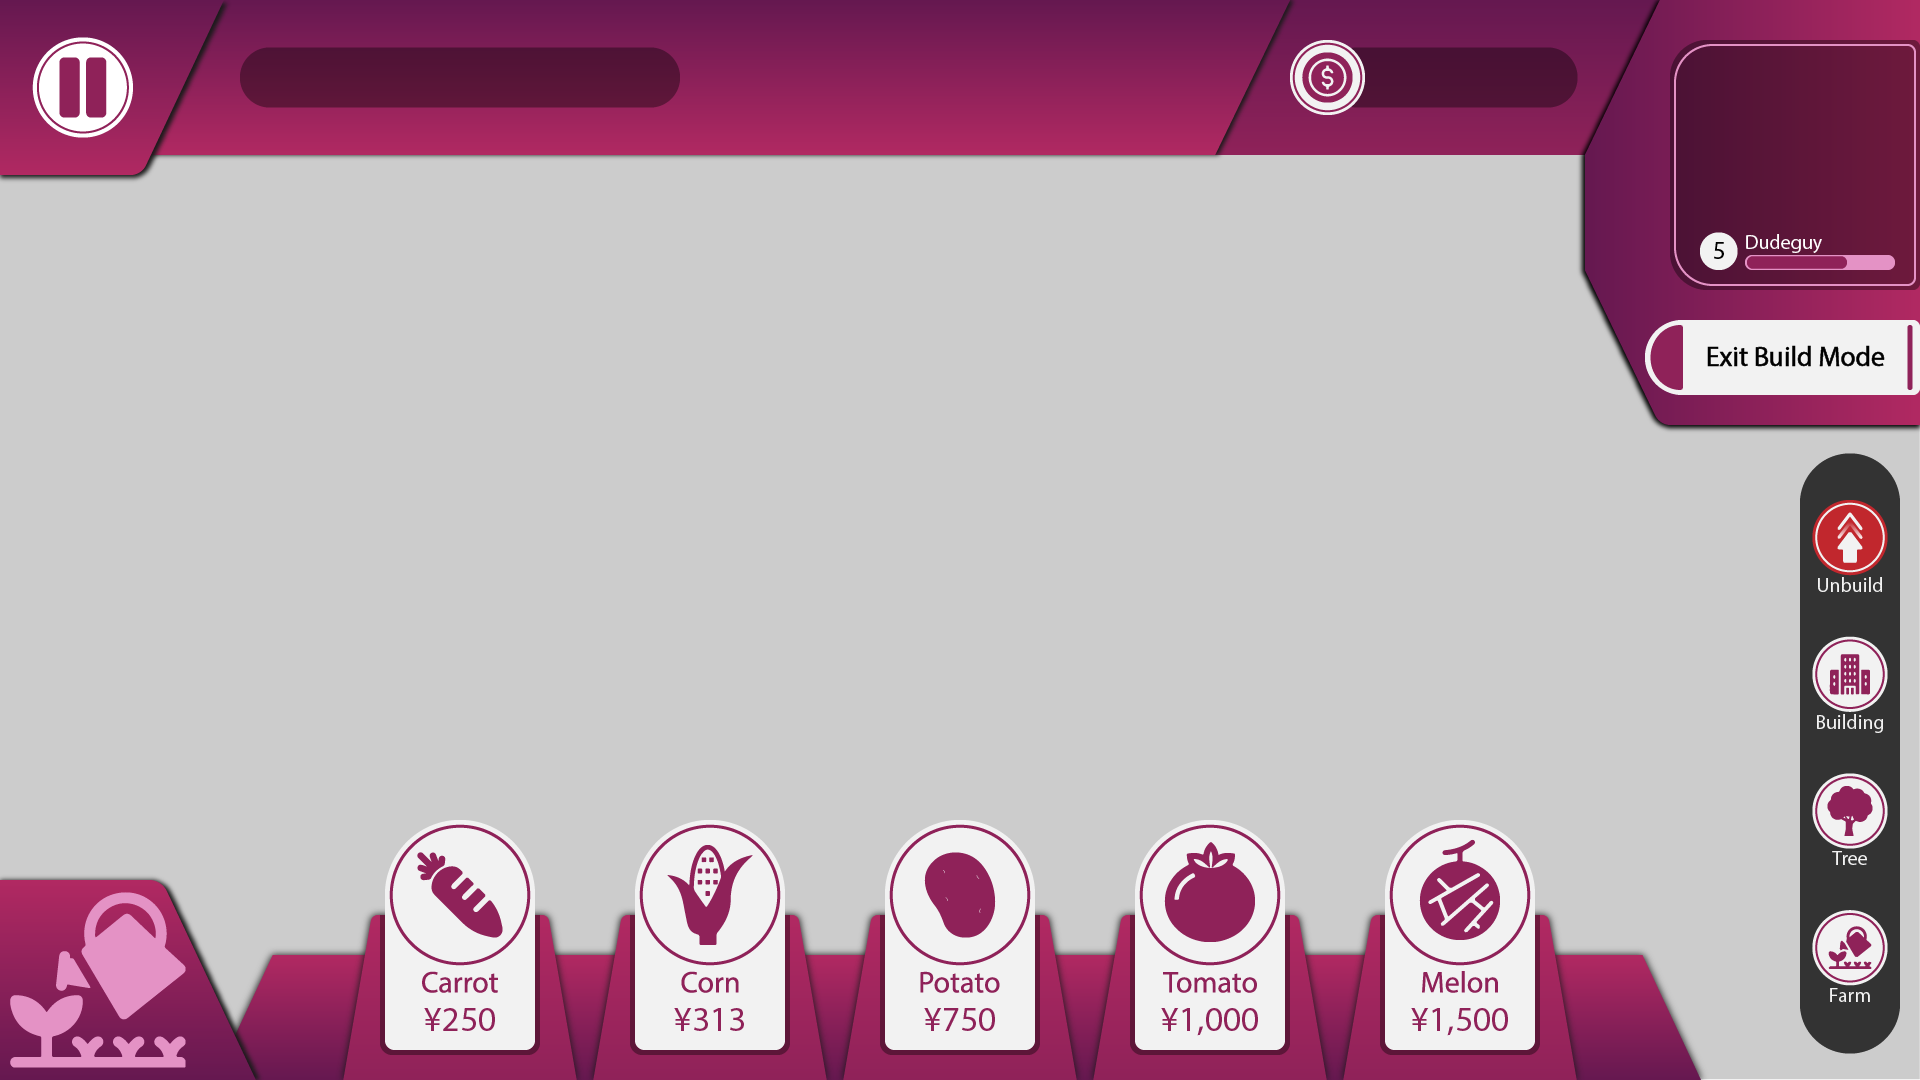 $
5
Dudeguy
Exit Build Mode
Unbuild
Building
Tree
Farm
Carrot
¥250
Corn
¥313
Potato
¥750
Tomato
¥1,000
Melon
¥1,500